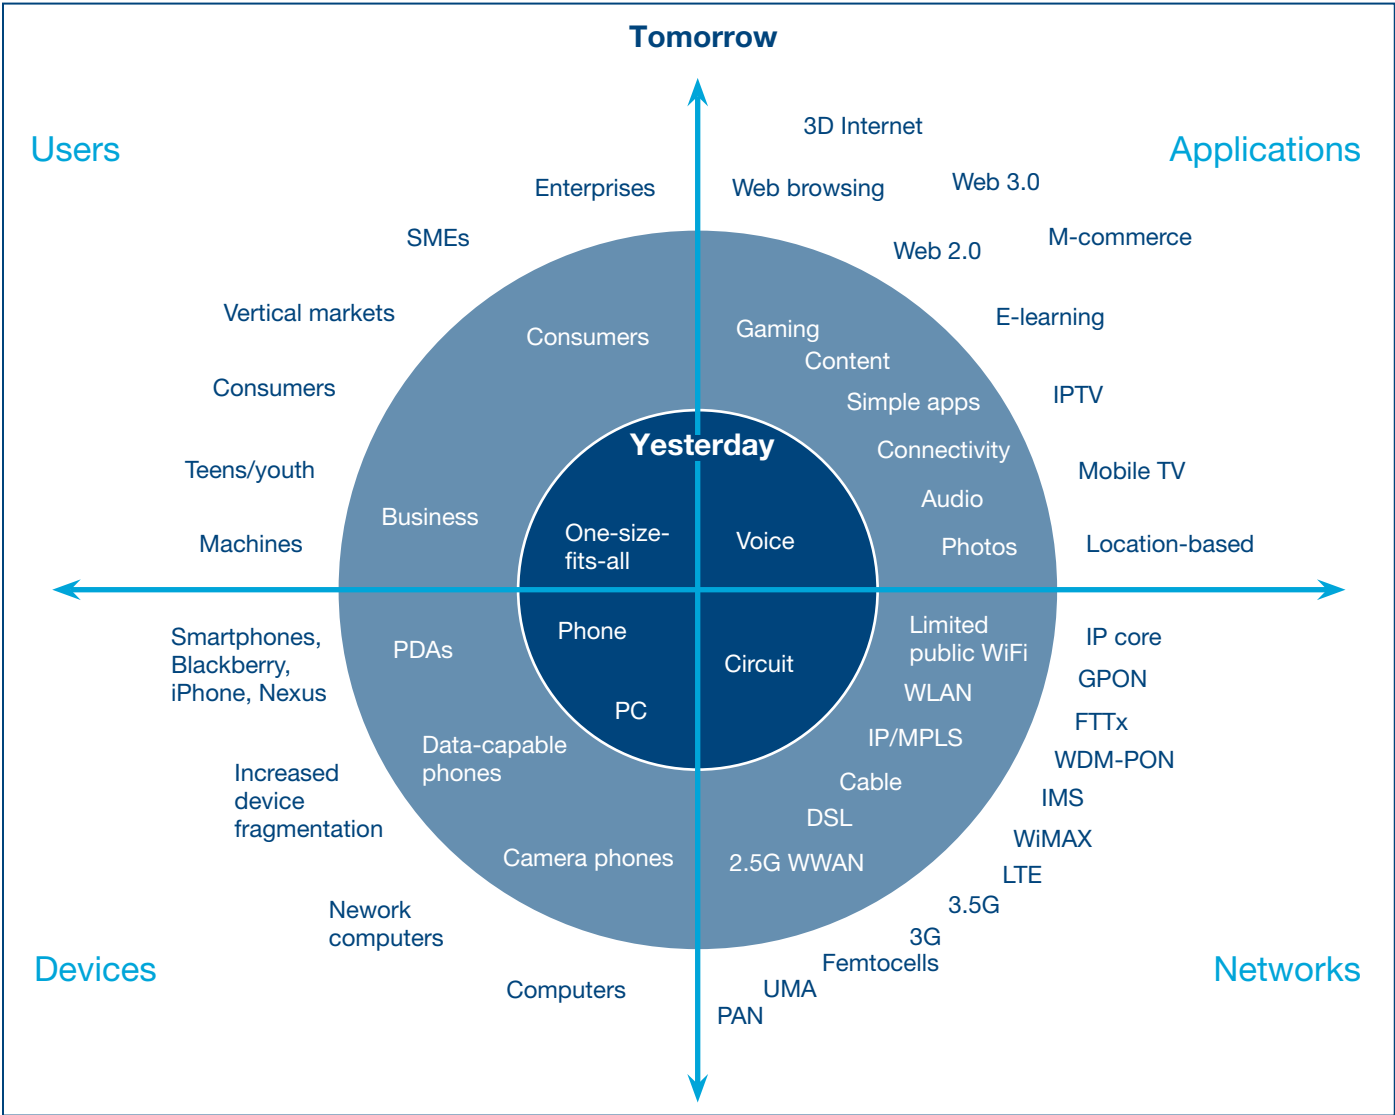 Tomorrow
Users
Applications
Enterprises
SMEs
Vertical markets
Consumers
Teens/youth
Machines
3D Internet
Web browsing
Web 3.0
Web 2.0
M-commerce
E-learning
IPTV
Mobile TV
Location-based
Consumers
Business
Gaming
Content
Simple apps
Connectivity
Audio
Photos
Yesterday
One-size-
fits-all
Voice
Phone
PC
Circuit
PDAs
Data-capable
phones
Camera phones
Limited
public WiFi
WLAN
IP/MPLS
Cable
DSL
2.5G WWAN
Smartphones,
Blackberry,
iPhone, Nexus
Increased
device
fragmentation
Nework
computers
Computers
IP core
GPON
FTTx
WDM-PON
IMS
WiMAX
LTE
3.5G
3G
Femtocells
UMA
PAN
Devices
Networks